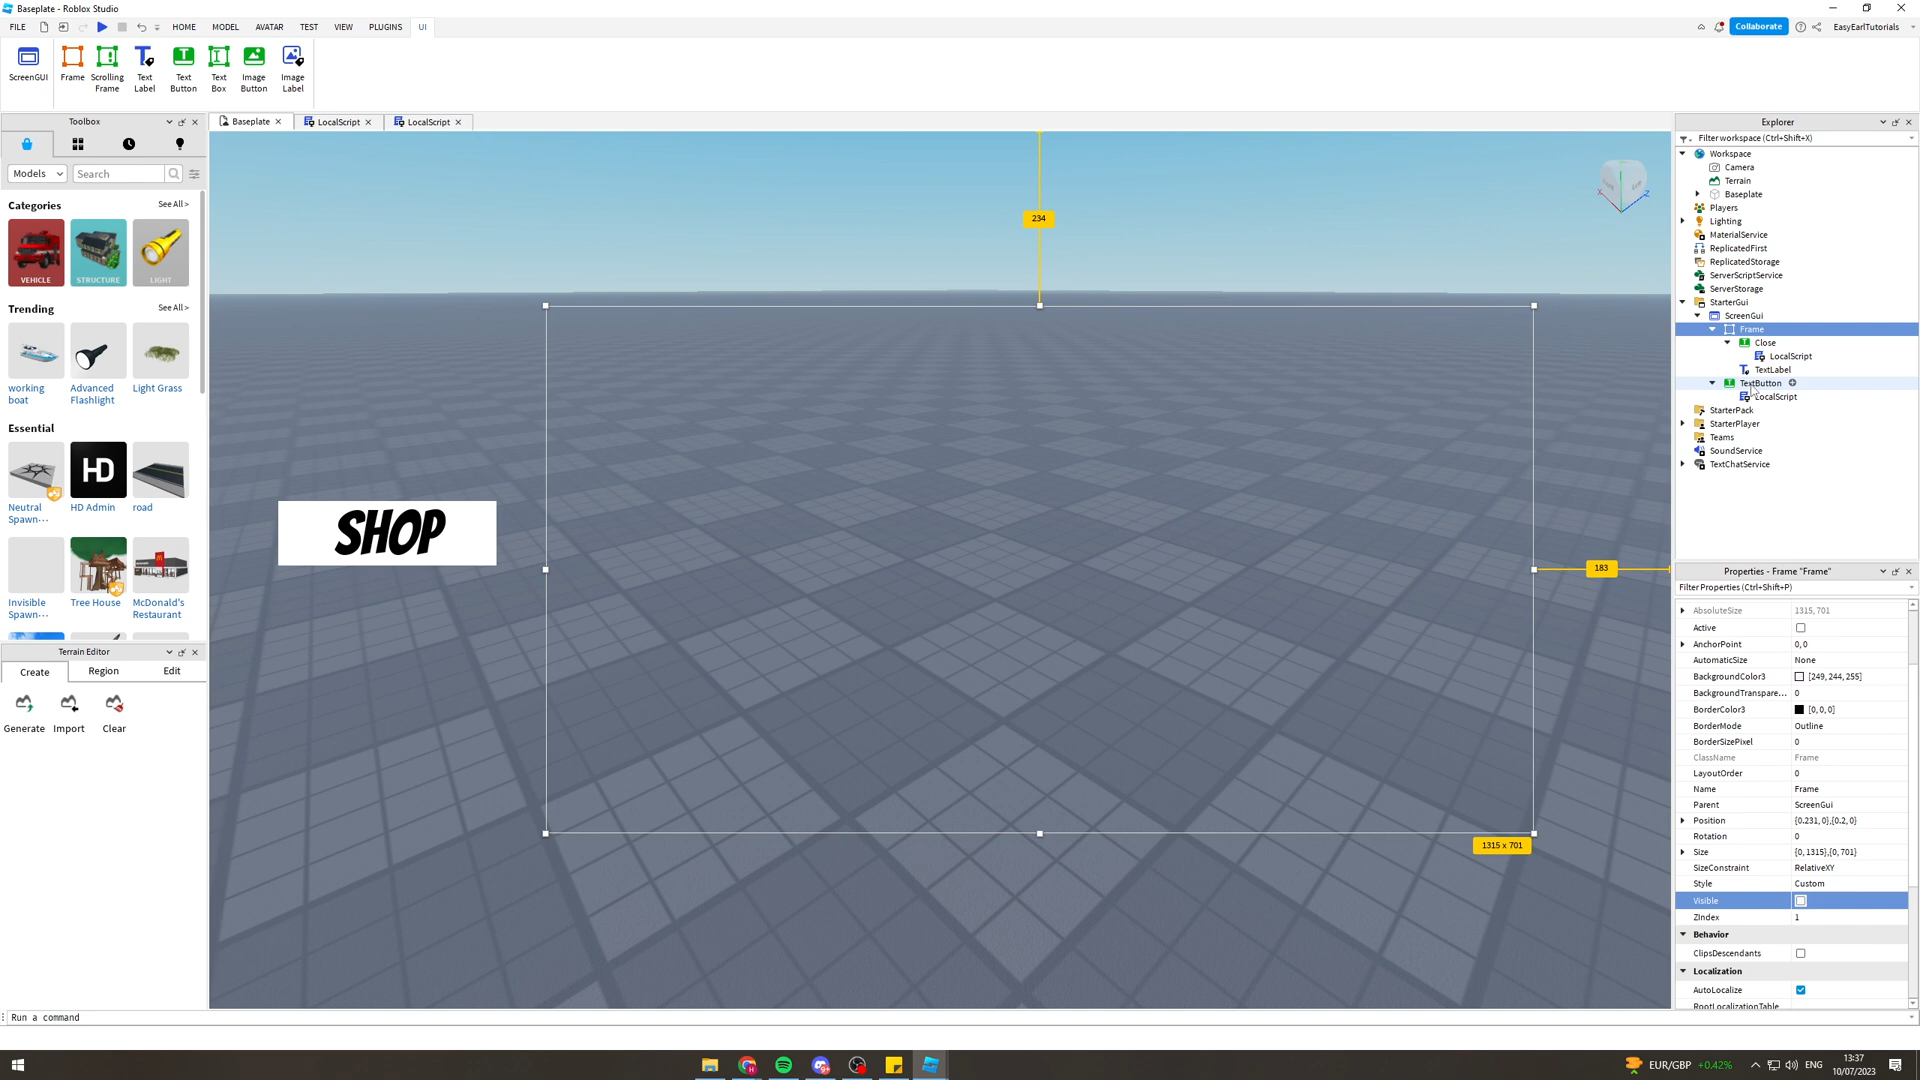 Baseplate - Roblox Studio
FILE HOME MODEL AVATAR TEST VIEW PLUGINS UI Collaborate EasyEarlTutorials
ScreenGUI Frame Scrolling Frame Text Label Text Button Text Box Image Button Image Label
Toolbox
Models Search
Categories See All >
VEHICLE STRUCTURE LIGHT
Trending See All >
working boat Advanced Flashlight Light Grass
Essential
HD
Neutral Spawn··· HD Admin road
Invisible Spawn··· Tree House McDonald's Restaurant
Terrain Editor
Create Region Edit
Generate Import Clear
Baseplate LocalScript LocalScript
234
SHOP
183
1315 x 701
Explorer
Filter workspace (Ctrl+Shift+X)
Workspace
Camera
Terrain
Baseplate
Players
Lighting
MaterialService
ReplicatedFirst
ReplicatedStorage
ServerScriptService
ServerStorage
StarterGui
ScreenGui
Frame
Close
LocalScript
TextLabel
TextButton
LocalScript
StarterPack
StarterPlayer
Teams
SoundService
TextChatService
Properties - Frame "Frame"
Filter Properties (Ctrl+Shift+P)
AbsoluteSize 1315, 701
Active
AnchorPoint 0, 0
AutomaticSize None
BackgroundColor3 [249, 244, 255]
BackgroundTranspare... 0
BorderColor3 [0, 0, 0]
BorderMode Outline
BorderSizePixel 0
ClassName Frame
LayoutOrder 0
Name Frame
Parent ScreenGui
Position {0.231, 0},{0.2, 0}
Rotation 0
Size {0, 1315},{0, 701}
SizeConstraint RelativeXY
Style Custom
Visible
ZIndex 1
Behavior
ClipsDescendants
Localization
AutoLocalize
RootLocalizationTable
Run a command
EUR/GBP +0.42% ENG 13:37
10/07/2023